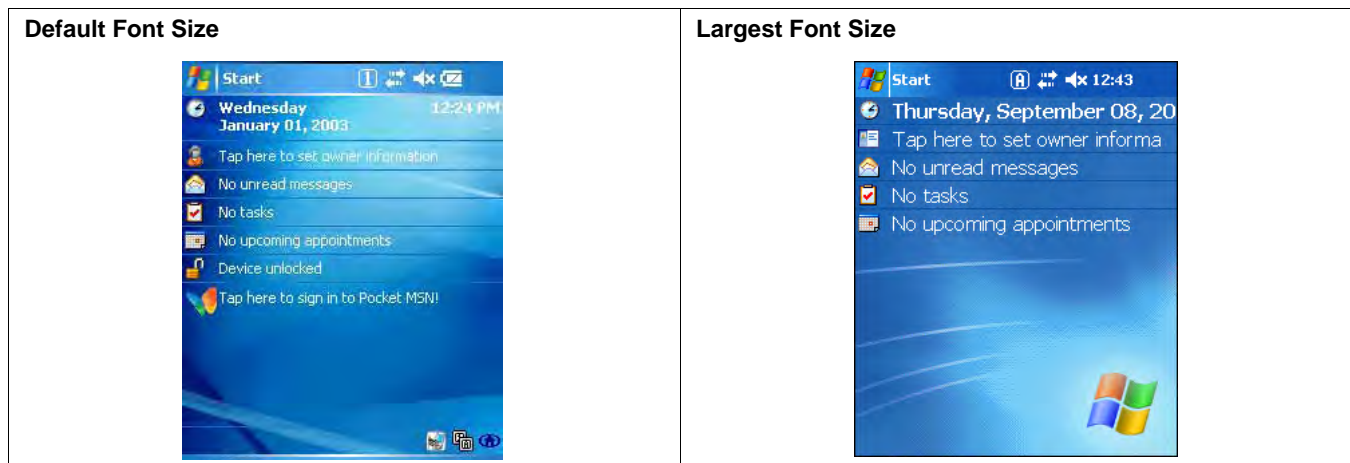 Default Font Size
Start
Wednesday 12:24 PM
January 01, 2003
Tap here to set owner information
No unread messages
No tasks
No upcoming appointments
Device unlocked
Tap here to sign in to Pocket MSN!
Largest Font Size
Start A 12:43
Thursday, September 08, 20
Tap here to set owner informa
No unread messages
No tasks
No upcoming appointments